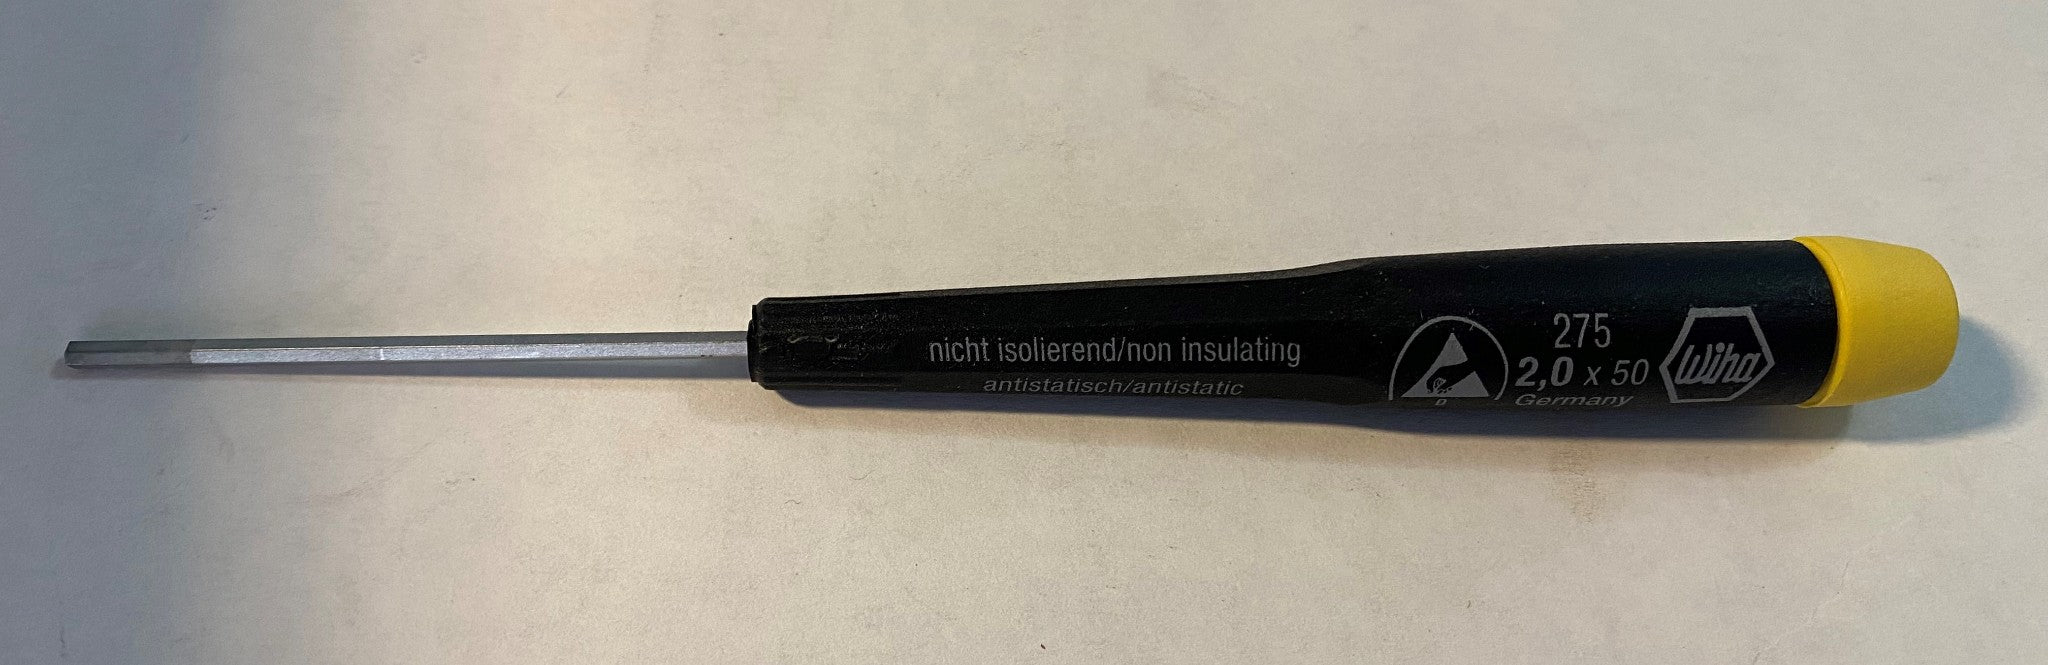 nicht isolierend/non insulating
antistatisch/antistatic
D
275
2,0 x 50
Germany
Wiha